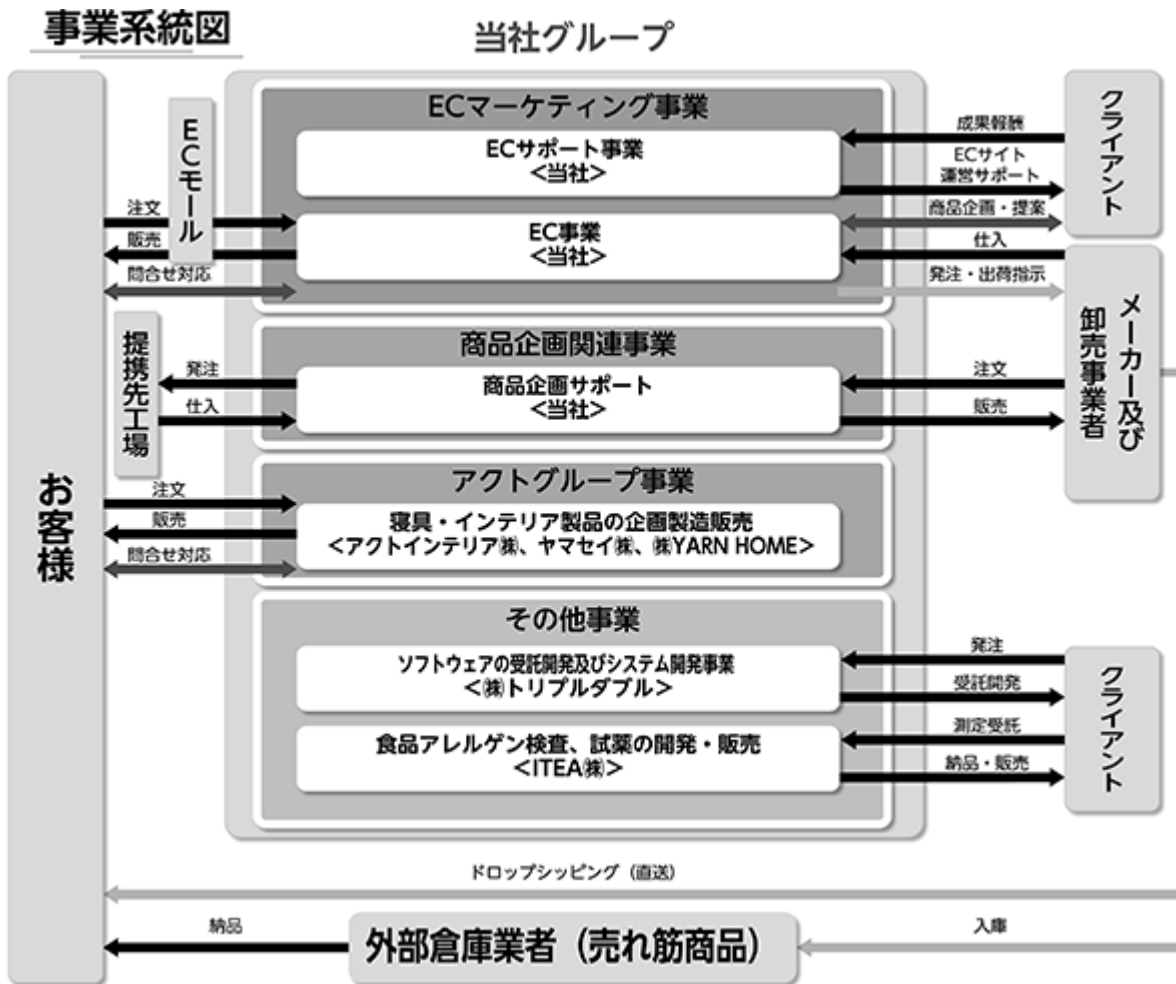 事業系統図
当社グループ
お客様
ECモール
注文
販売
問合せ対応
ECマーケティング事業
ECサポート事業
<当社>
EC事業
<当社>
成果報酬
ECサイト
運営サポート
商品企画・提案
仕入
発注・出荷指示
クライアント
メーカー及び
卸売事業者
提携先工場
発注
仕入
商品企画関連事業
商品企画サポート
<当社>
注文
販売
注文
販売
問合せ対応
アクトグループ事業
寝具・インテリア製品の企画製造販売
<アクトインテリア㈱、ヤマセイ㈱、㈱YARN HOME>
その他事業
ソフトウェアの受託開発及びシステム開発事業
<㈱トリプルダブル>
食品アレルゲン検査、試薬の開発・販売
<ITEA㈱>
発注
受託開発
測定受託
納品・販売
クライアント
ドロップシッピング（直送）
納品
外部倉庫業者（売れ筋商品）
入庫